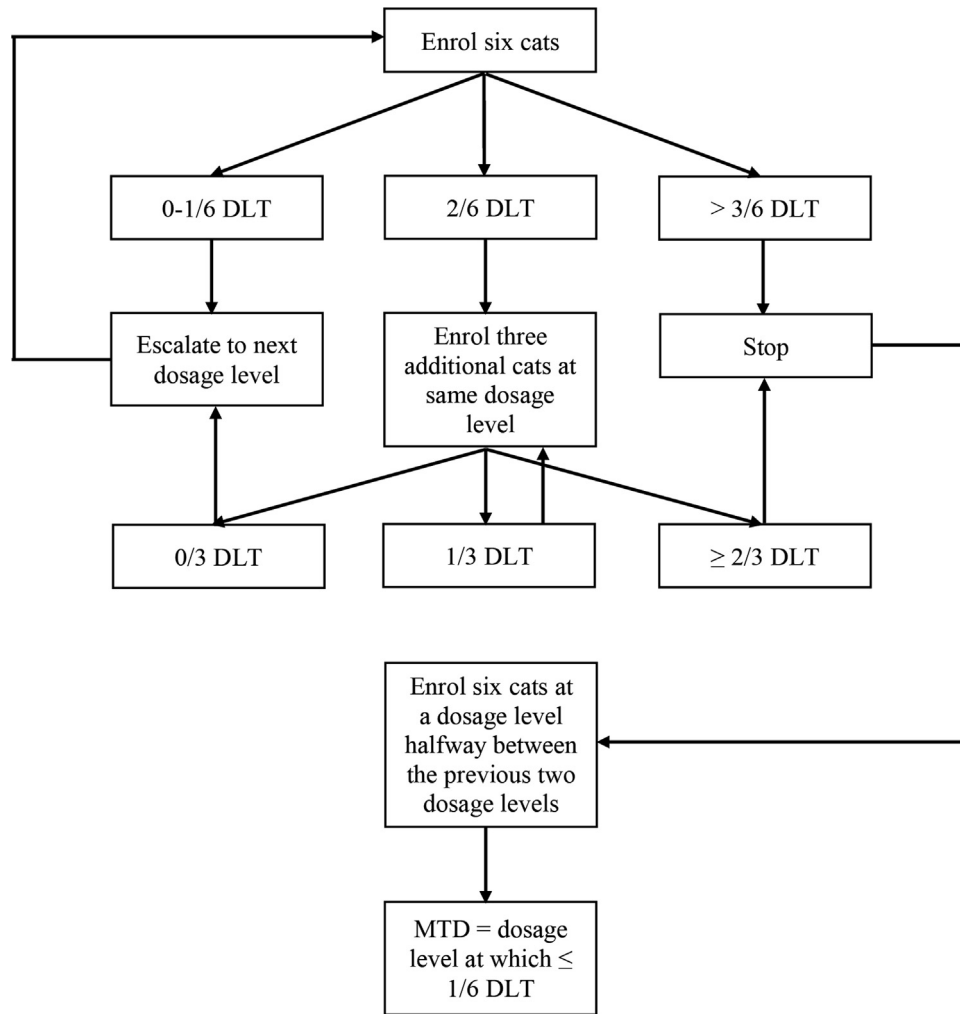 Enrol six cats
0-1/6 DLT
2/6 DLT
> 3/6 DLT
Escalate to next
dosage level
Enrol three
additional cats at
same dosage
level
Stop
0/3 DLT
1/3 DLT
≥ 2/3 DLT
Enrol six cats at
a dosage level
halfway between
the previous two
dosage levels
MTD = dosage
level at which ≤
1/6 DLT